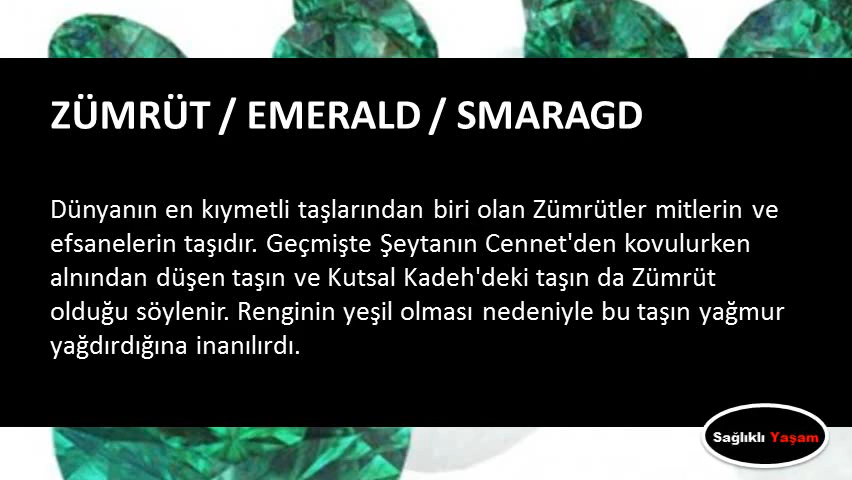 ZÜMRÜT / EMERALD / SMARAGD
Dünyanın en kıymetli taşlarından biri olan Zümrütler mitlerin ve
efsanelerin taşıdır. Geçmişte Şeytanın Cennet'den kovulurken
alnından düşen taşın ve Kutsal Kadeh'deki taşın da Zümrüt
olduğu söylenir. Renginin yeşil olması nedeniyle bu taşın yağmur
yağdırdığına inanılırdı.
Sağlıklı Yaşam